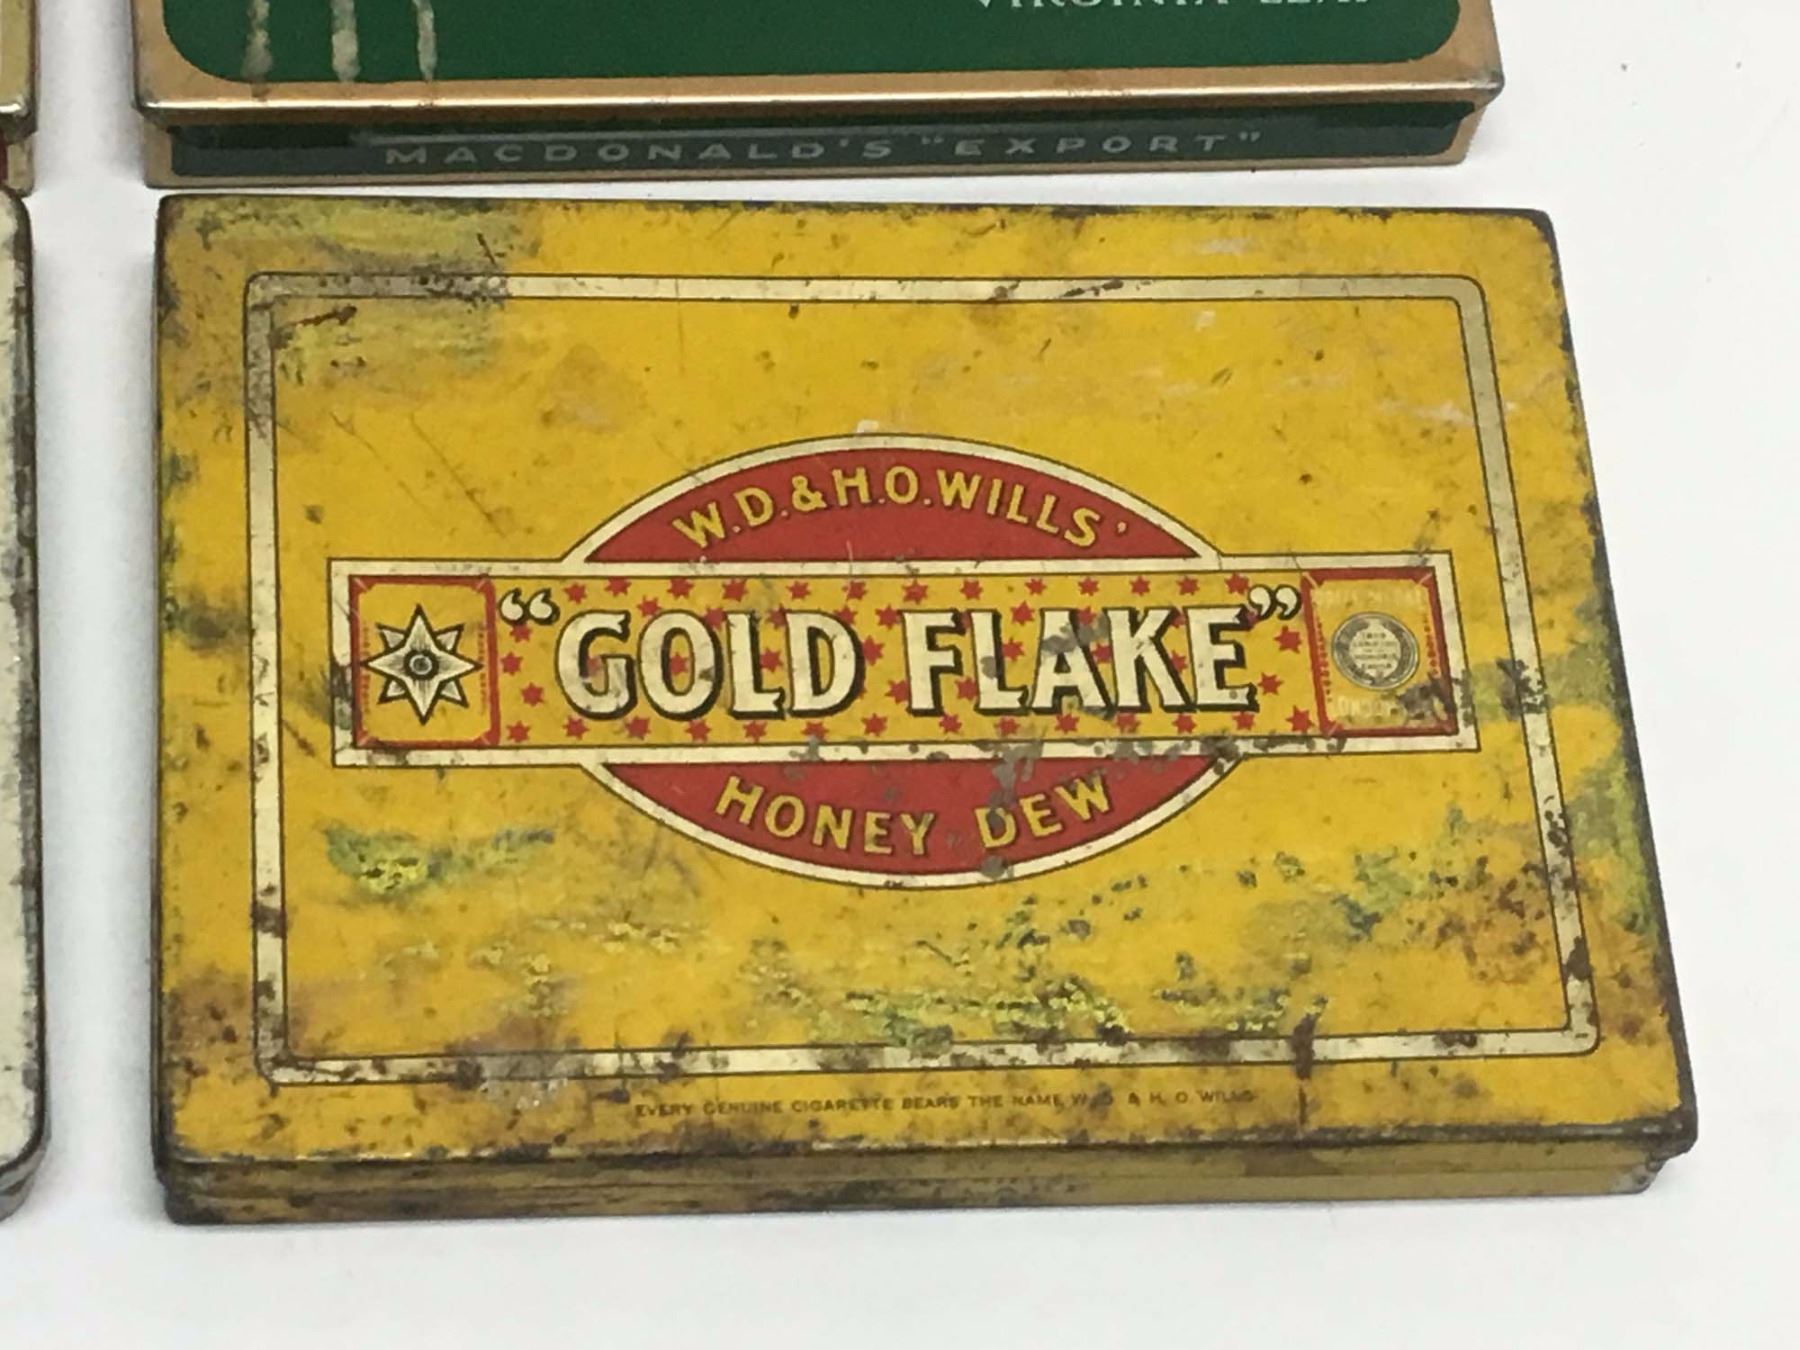 VIRGINIA LEAF
MACDONALD'S "EXPORT"
W.D. & H.O. WILLS'
"GOLD FLAKE"
HONEY DEW
EVERY GENUINE CIGARETTE BEARS THE NAME W. D. & H. O. WILLS